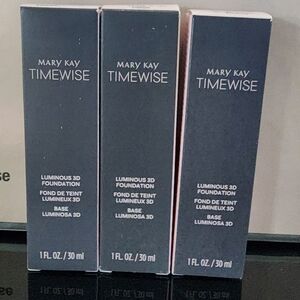 MARY KAY
TIMEWISE
LUMINOUS 3D
FOUNDATION
FOND DE TEINT
LUMINEUX 3D
BASE
LUMINOSA 3D
1 FL. OZ. / 30 ml
MARY KAY
TIMEWISE
LUMINOUS 3D
FOUNDATION
FOND DE TEINT
LUMINEUX 3D
BASE
LUMINOSA 3D
1 FL. OZ. / 30 ml
MARY KAY
TIMEWISE
LUMINOUS 3D
FOUNDATION
FOND DE TEINT
LUMINEUX 3D
BASE
LUMINOSA 3D
1 FL. OZ. / 30 ml